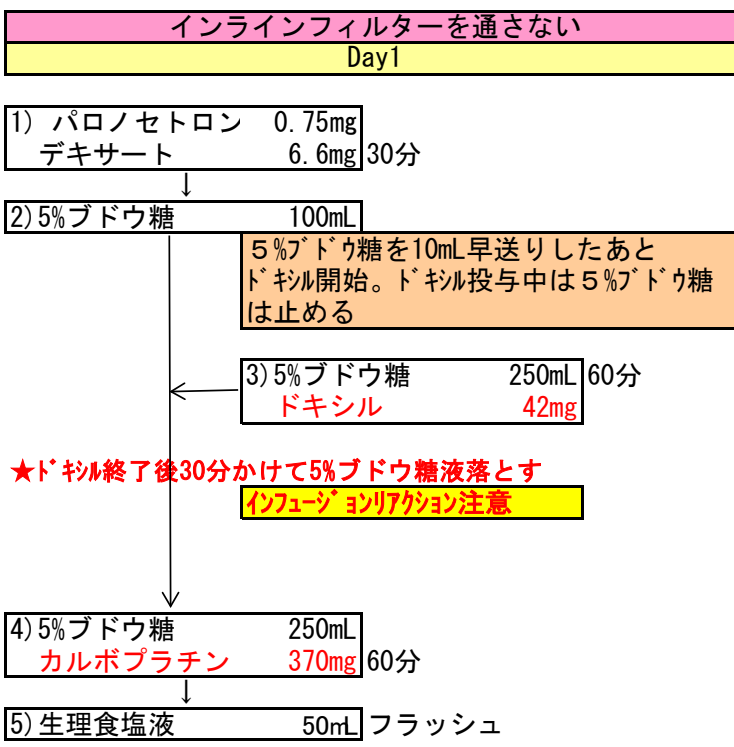 インラインフィルターを通さない
Day1
1) パロノセトロン 0.75mg
デキサート 6.6mg 30分
↓
2)5%ブドウ糖 100mL
５%ﾌﾞﾄﾞｳ糖を10mL早送りしたあと
ﾄﾞｷｼﾙ開始。ﾄﾞｷｼﾙ投与中は５%ﾌﾞﾄﾞｳ糖
は止める
3)5%ブドウ糖 250mL 60分
ドキシル 42mg
★ﾄﾞｷｼﾙ終了後30分かけて5%ブドウ糖液落とす
ｲﾝﾌｭｰｼﾞｮﾝﾘｱｸｼｮﾝ注意
4)5%ブドウ糖 250mL
カルボプラチン 370mg 60分
↓
5)生理食塩液 50mL フラッシュ